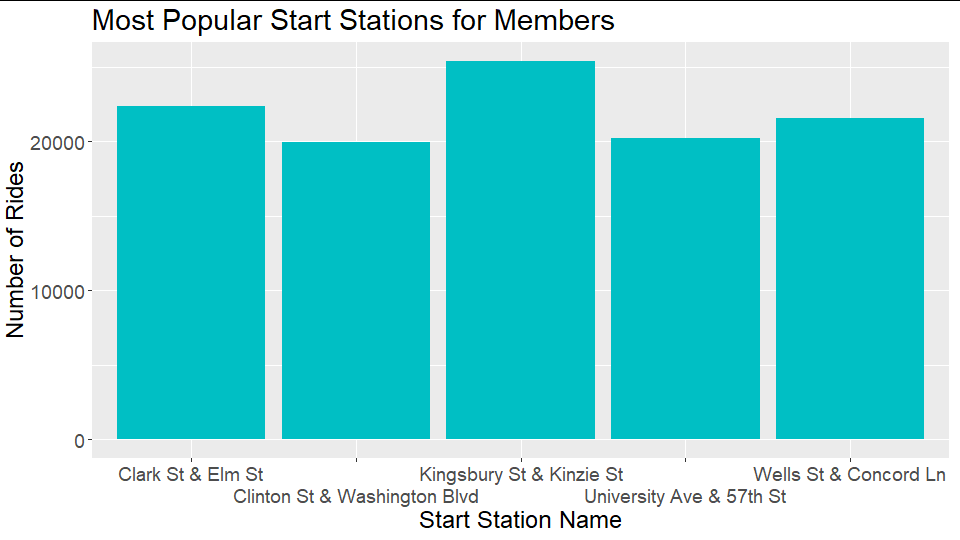 Most Popular Start Stations for Members
Number of Rides
20000
10000
0
Clark St & Elm St
Kingsbury St & Kinzie St
Wells St & Concord Ln
Clinton St & Washington Blvd
University Ave & 57th St
Start Station Name